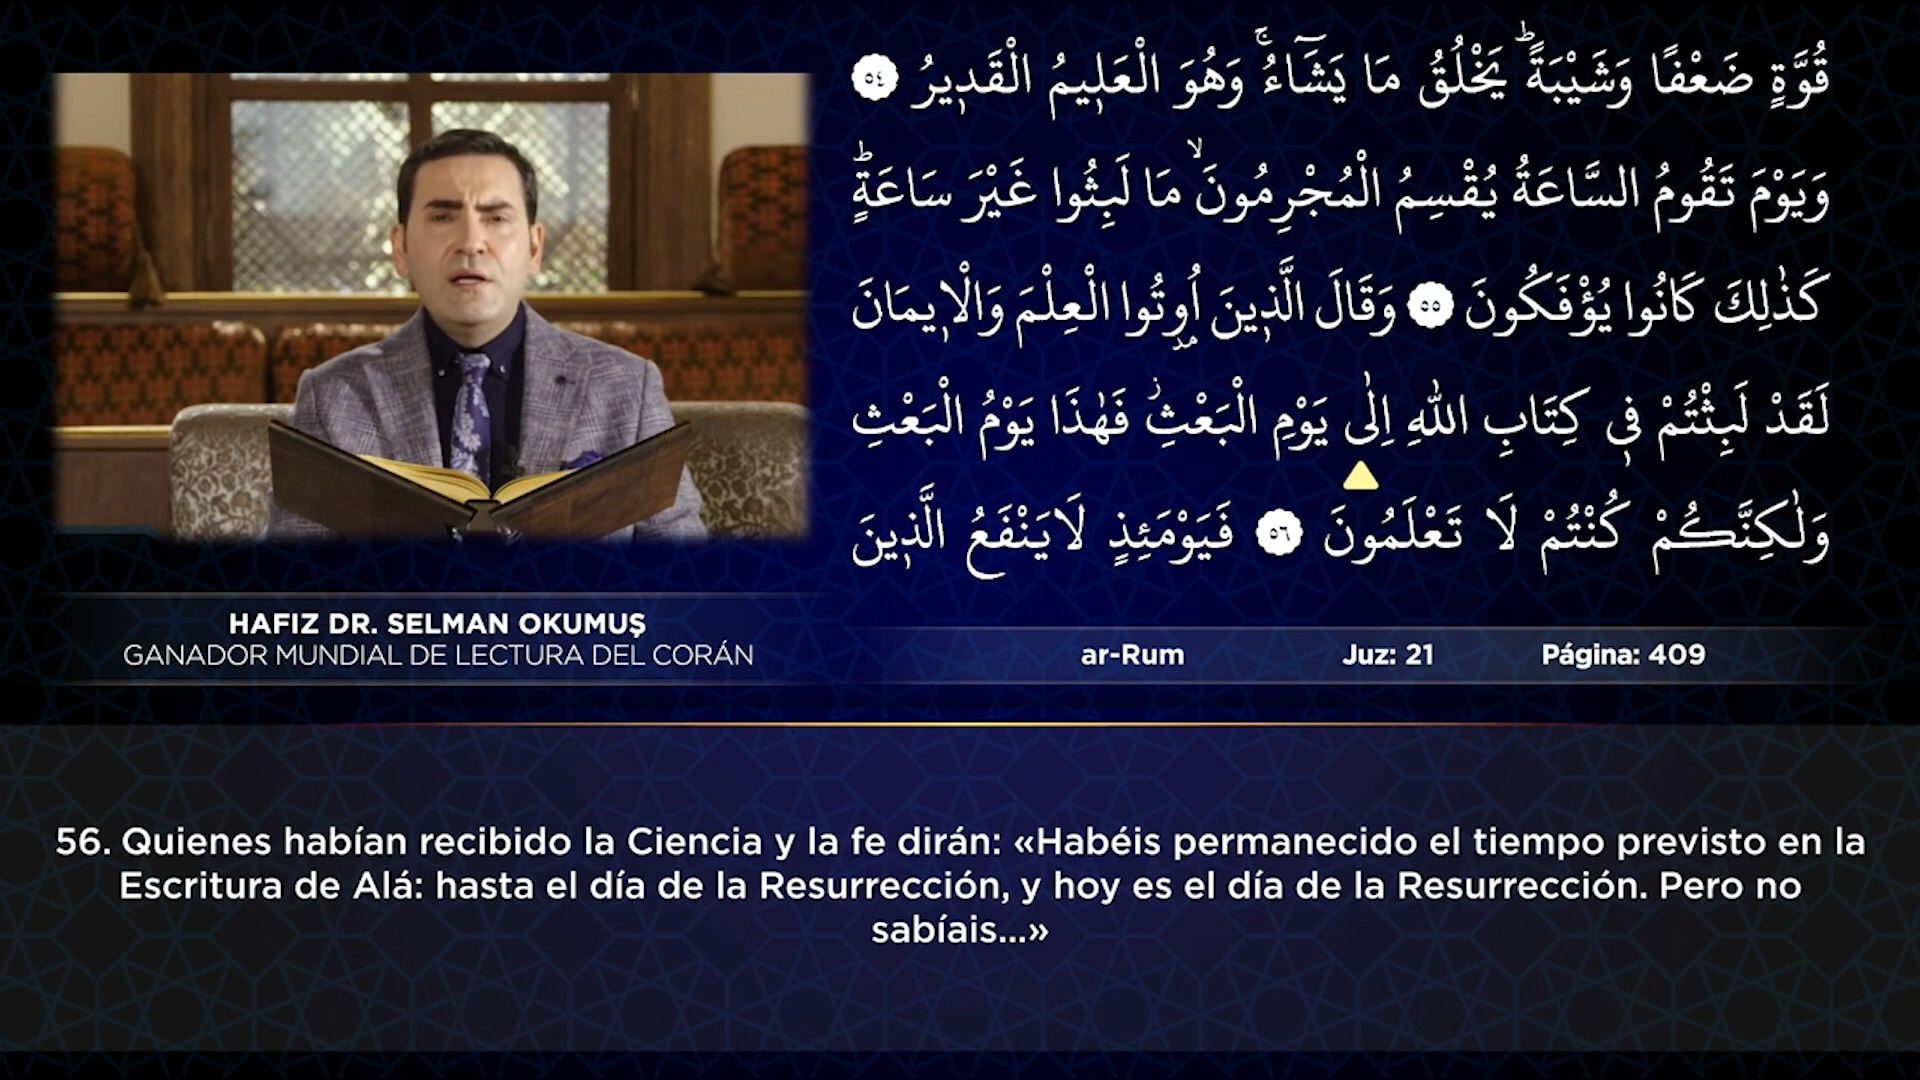 قُوَّةٍ ضَعْفًا وَشَيْبَةًۜ يَخْلُقُ مَا يَشَٓاءُۚ وَهُوَ الْعَلٖيمُ الْقَدٖيرُ ٥٤
وَيَوْمَ تَقُومُ السَّاعَةُ يُقْسِمُ الْمُجْرِمُونَۙ مَا لَبِثُوا غَيْرَ سَاعَةٍۜ
كَذٰلِكَ كَانُوا يُؤْفَكُونَ ٥٥ وَقَالَ الَّذٖينَ اُو۫تُوا الْعِلْمَ وَالْاٖيمَانَ
لَقَدْ لَبِثْتُمْ فٖي كِتَابِ اللّٰهِ اِلٰى يَوْمِ الْبَعْثِؗ فَهٰذَا يَوْمُ الْبَعْثِ
وَلٰكِنَّكُمْ كُنْتُمْ لَا تَعْلَمُونَ ٥٦ فَيَوْمَئِذٍ لَا يَنْفَعُ الَّذٖينَ
HAFIZ DR. SELMAN OKUMUŞ
GANADOR MUNDIAL DE LECTURA DEL CORÁN
ar-Rum Juz: 21 Página: 409
56. Quienes habían recibido la Ciencia y la fe dirán: «Habéis permanecido el tiempo previsto en la
Escritura de Alá: hasta el día de la Resurrección, y hoy es el día de la Resurrección. Pero no
sabíais...»